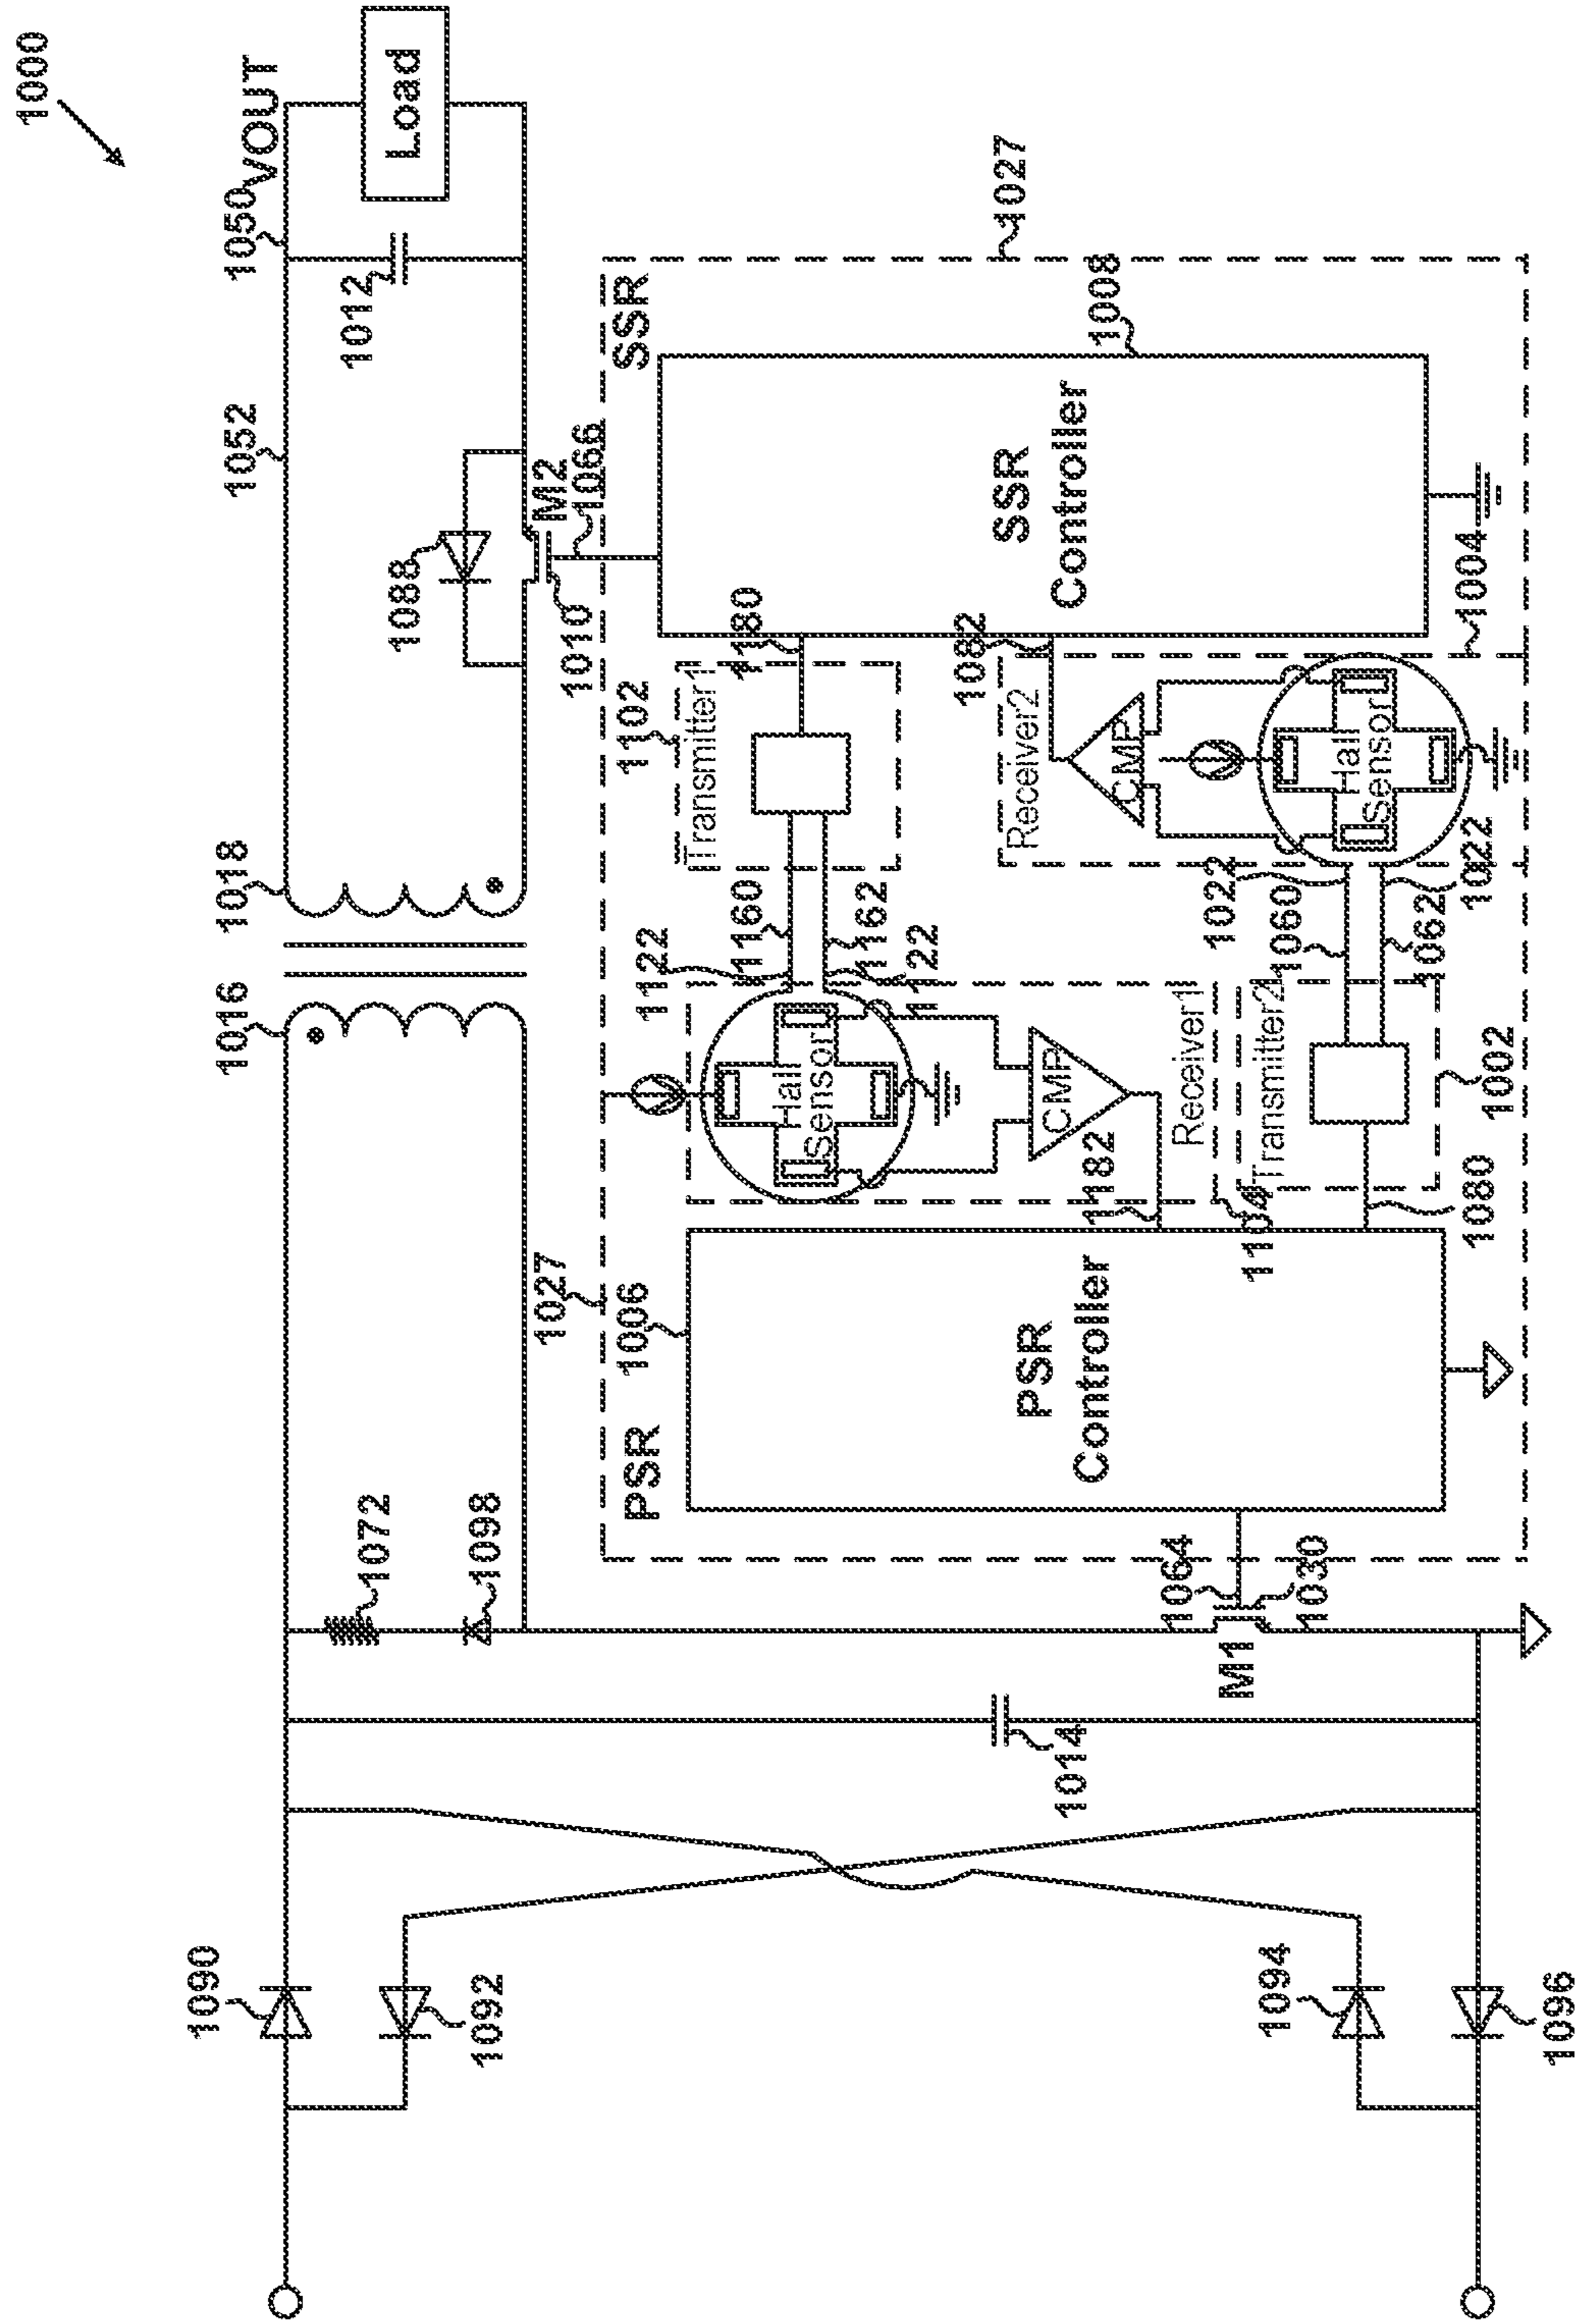 1000
1016
1018
1052
1050
VOUT
1090
1092
1072
1098
1088
1012
Load
1027
1010
M2
1066
PSR
1006
1122
1102
1180
SSR
1027
Transmitter1
1160
1162
1122
Hall
Sensor
CMP
Receiver1
1182
PSR
Controller
SSR
Controller
1008
1082
Receiver2
CMP
Hall
Sensor
1014
1064
M1
1030
1104
Transmitter2
1060
1022
1062
1022
1004
1080
1002
1094
1096